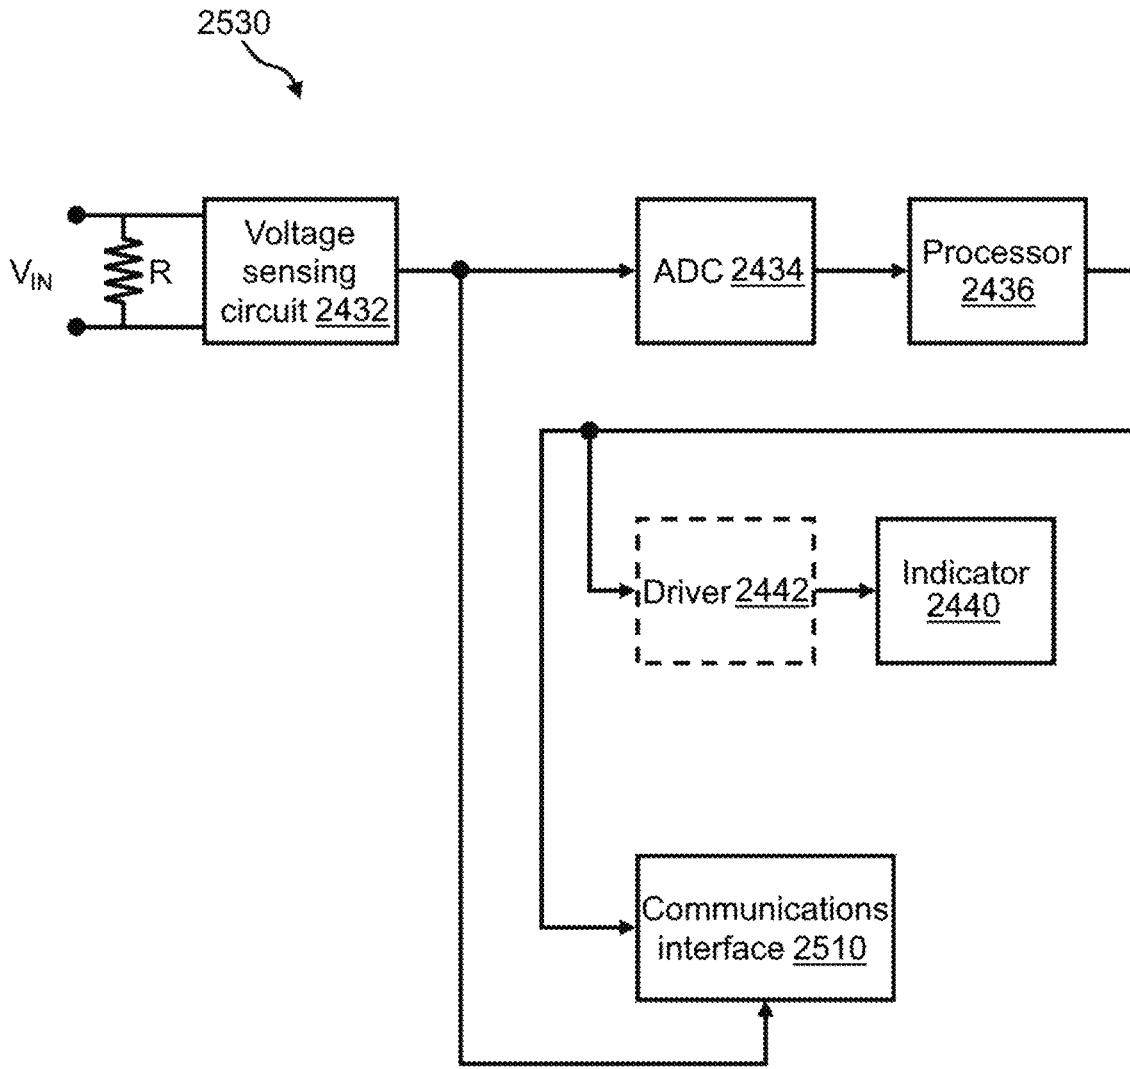 2530
V_IN
R
Voltage
sensing
circuit 2432
ADC 2434
Processor
2436
Driver 2442
Indicator
2440
Communications
interface 2510